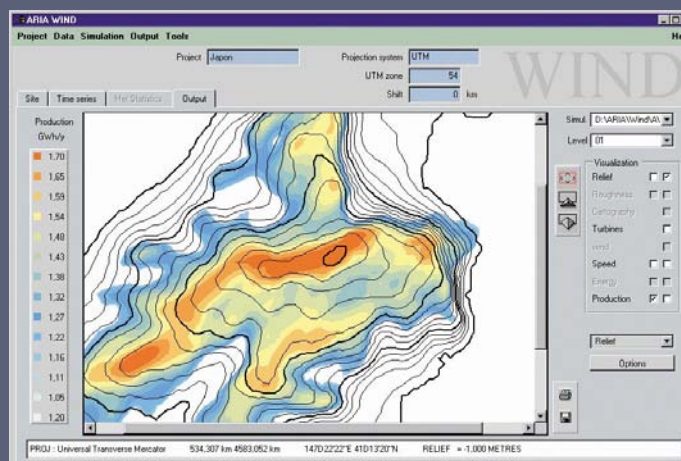 ARIA WIND
Project Data Simulation Output Tools He
Project Japon Projection system UTM
UTM zone 54
Shift 0 km
WIND
Site Time series Met Statistics Output
Production
GWh/y
1,70
1,65
1,59
1,54
1,49
1,43
1,38
1,32
1,27
1,22
1,16
1,11
1,05
1,20
Simul. D:\ARIA\Wind\A\
Level 01
Visualization
Relief
Roughness
Cartography
Turbines
wind
Speed
Energy
Production
Relief
Options
PROJ : Universal Transverse Mercator 534,307 km 4583,052 km 147D22'22"E 41D13'20"N RELIEF = -1,000 METRES